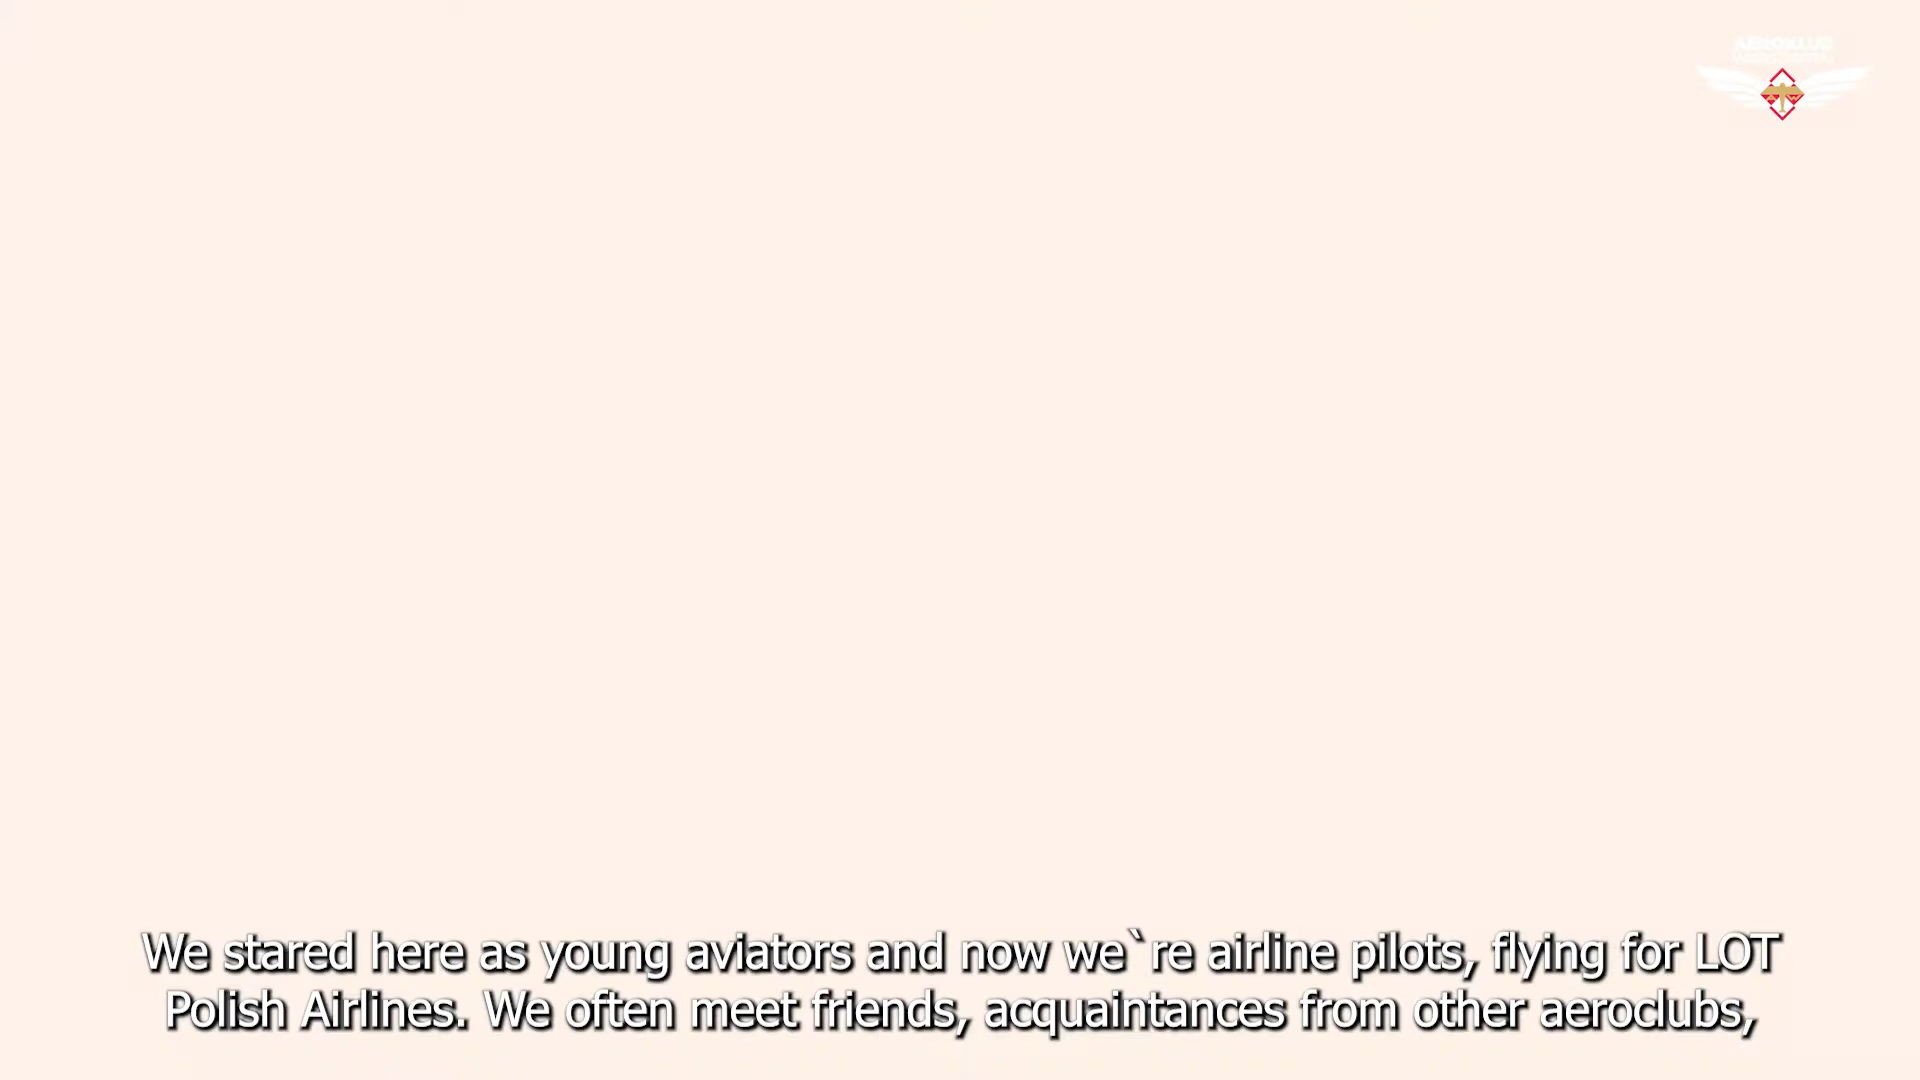 AEROKLUB
We stared here as young aviators and now we`re airline pilots, flying for LOT
Polish Airlines. We often meet friends, acquaintances from other aeroclubs,